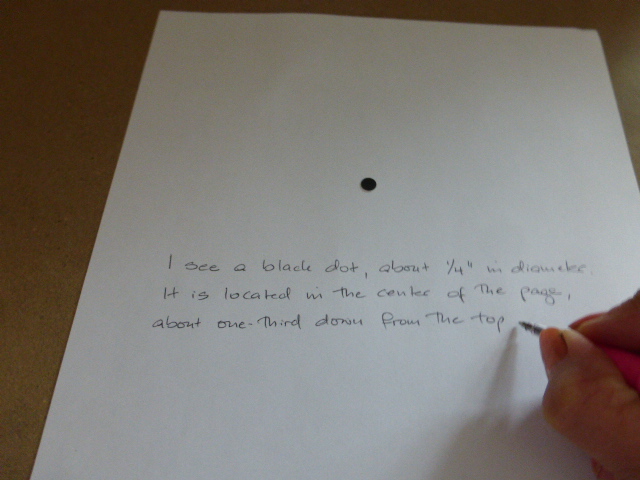 I see a black dot, about 1/4" in diameter.
It is located in the center of the page,
about one-third down from the top